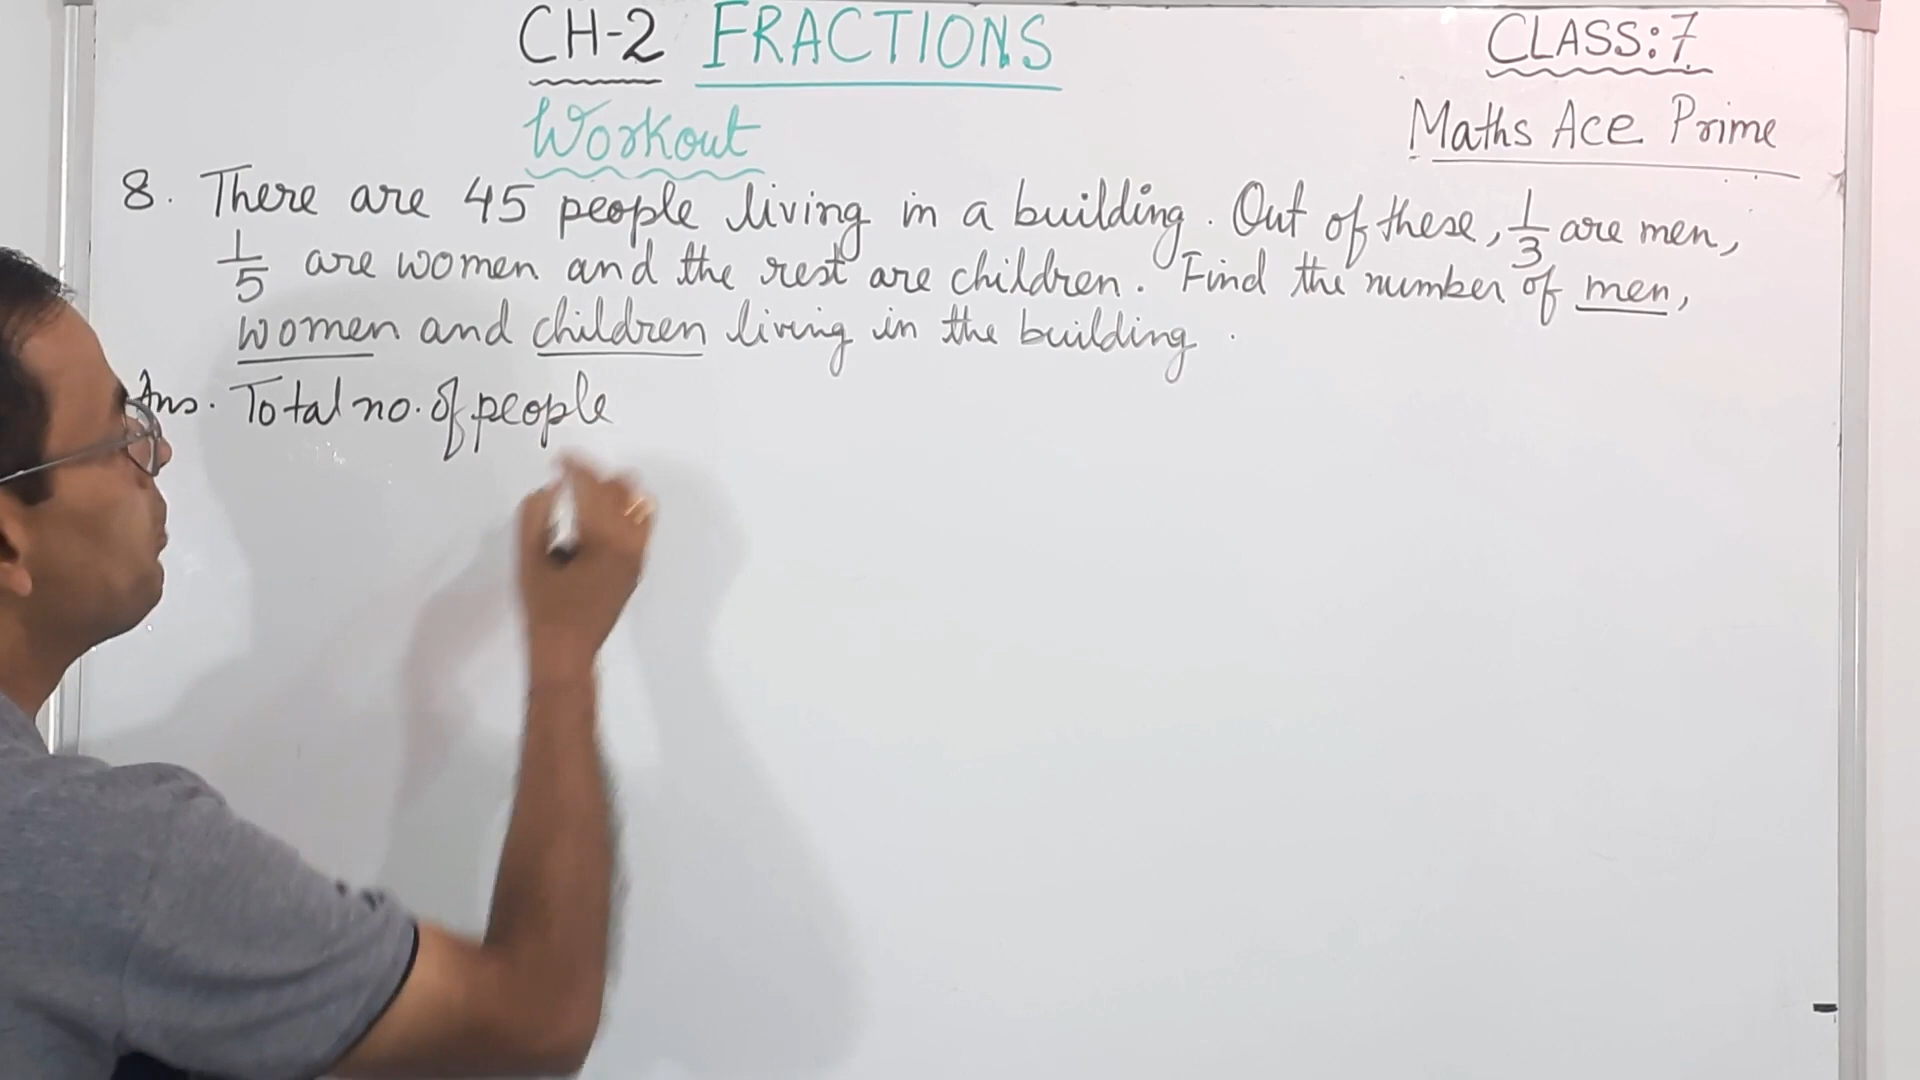 CH-2 FRACTIONS
CLASS:7
Workout
Maths Ace Prime
8. There are 45 people living in a building. Out of these, 1/3 are men,
1/5 are women and the rest are children. Find the number of men,
women and children living in the building.
Ans. Total no. of people